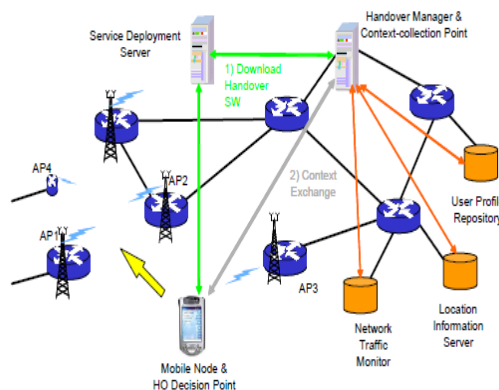 Handover Manager &
Context-collection Point
Service Deployment
Server
1) Download
Handover
SW
AP4
AP2
2) Context
Exchange
User Profile
Repository
AP1
AP3
Location
Information
Server
Network
Traffic
Monitor
Mobile Node &
HO Decision Point